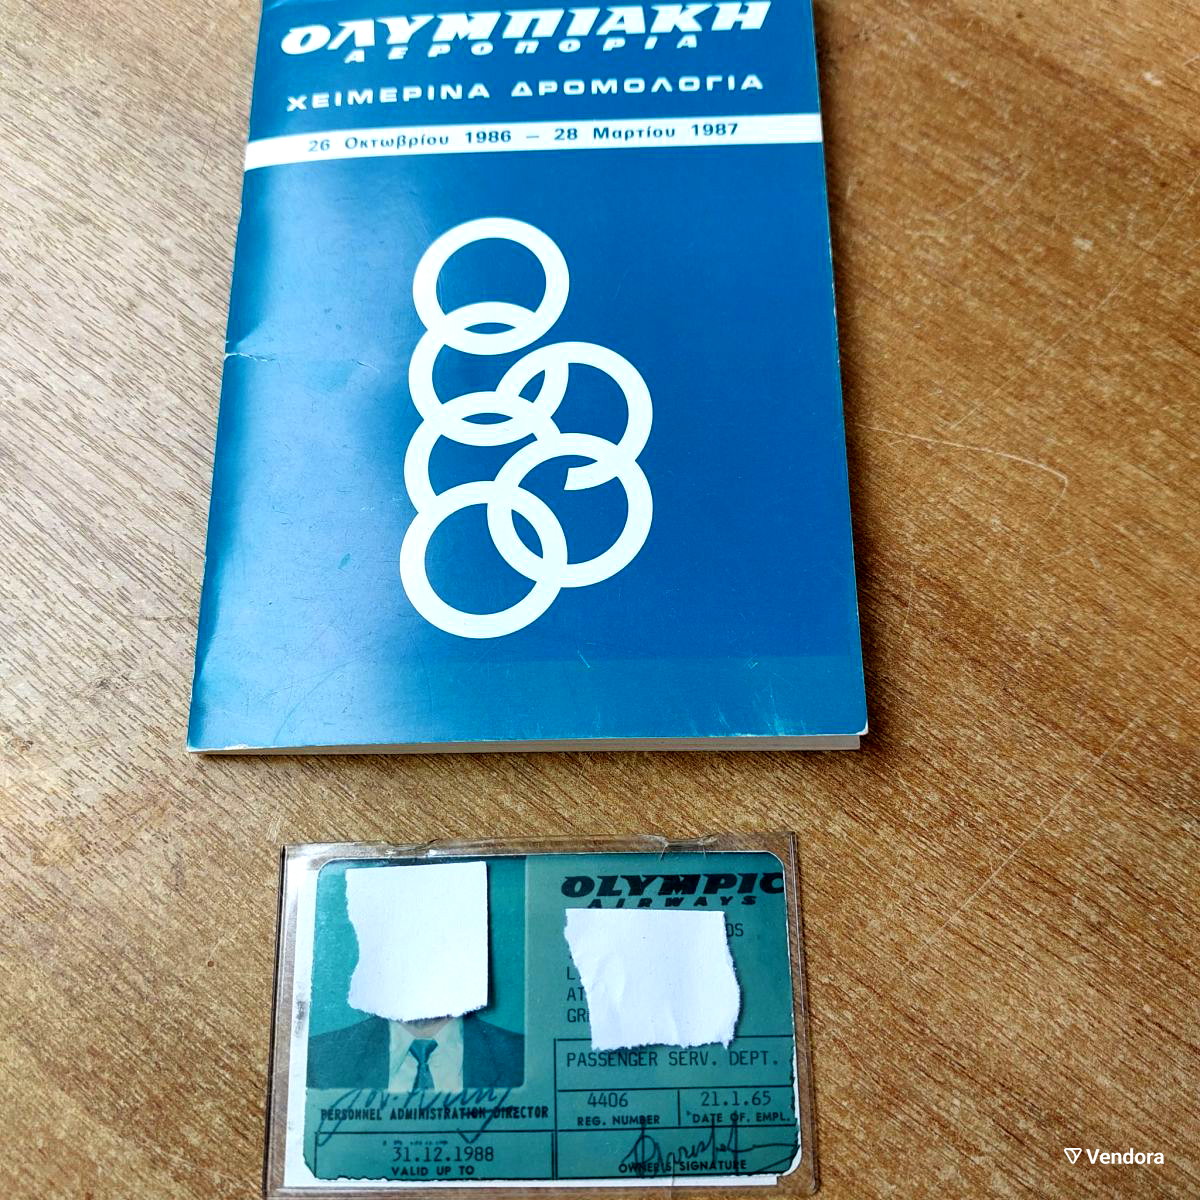 ΟΛΥΜΠΙΑΚΗ
ΑΕΡΟΠΟΡΙΑ
ΧΕΙΜΕΡΙΝΑ ΔΡΟΜΟΛΟΓΙΑ
26 Οκτωβρίου 1986 — 28 Μαρτίου 1987
OLYMPIC
AIRWAYS
PASSENGER SERV. DEPT.
4406 21.1.65
REG. NUMBER DATE OF. EMPL.
PERSONNEL ADMINISTRATION DIRECTOR
31.12.1988
VALID UP TO
OWNER'S SIGNATURE
Vendora